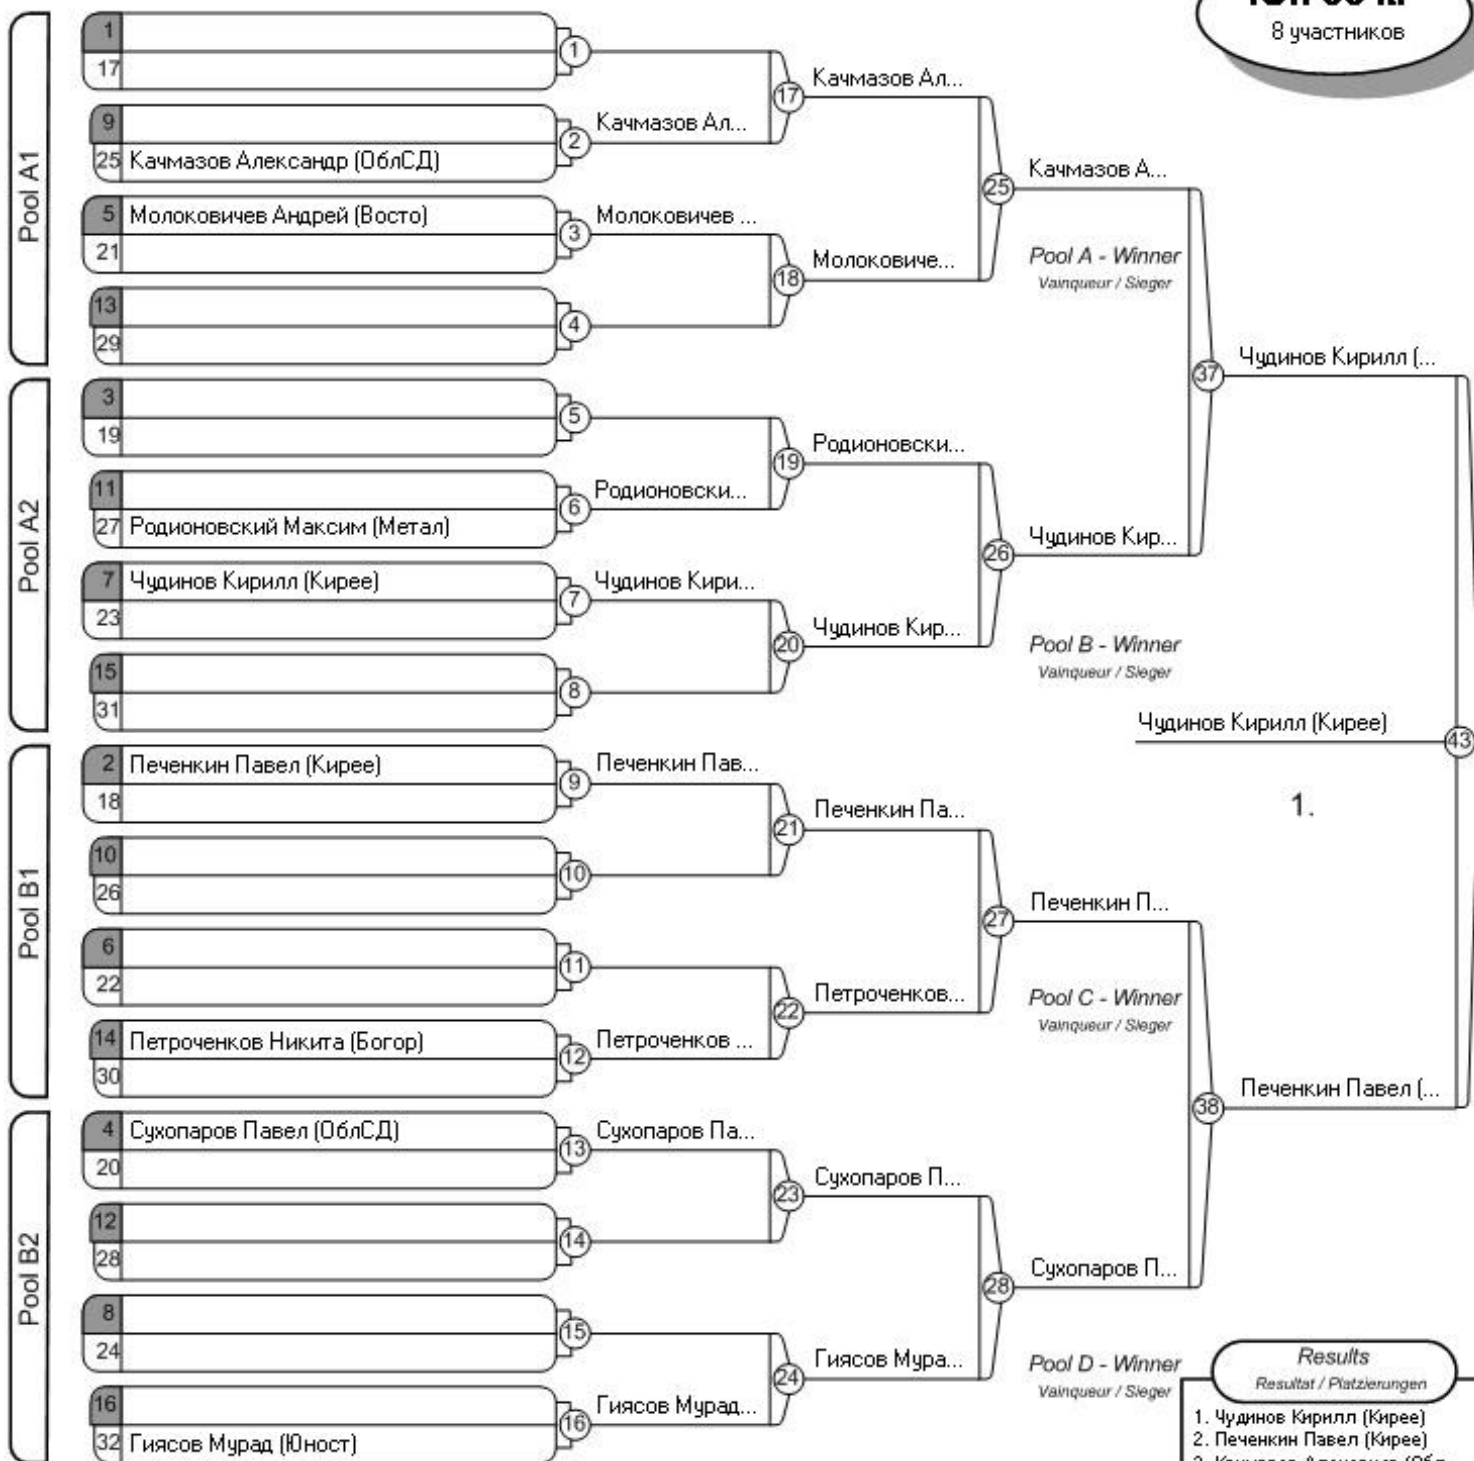 8 участников
Pool A1
1
17
1
9
25 Качмазов Александр (ОблСД)
2
Качмазов Ал...
17
Качмазов Ал...
5 Молоковичев Андрей (Восто)
21
3
Молоковичев ...
13
29
4
18
Молоковиче...
25
Качмазов А...
Pool A - Winner
Vainqueur / Sieger
Pool A2
3
19
5
11
27 Родионовский Максим (Метал)
6
Родионовски...
19
Родионовски...
7 Чудинов Кирилл (Кирее)
23
7
Чудинов Кири...
15
31
8
20
Чудинов Кир...
26
Чудинов Кир...
37
Чудинов Кирилл (...
Pool B - Winner
Vainqueur / Sieger
Чудинов Кирилл (Кирее)
43
1.
Pool B1
2 Печенкин Павел (Кирее)
18
9
Печенкин Пав...
10
26
10
21
Печенкин Па...
6
22
11
14 Петроченков Никита (Богор)
30
12
Петроченков ...
22
Петроченков...
27
Печенкин П...
Pool C - Winner
Vainqueur / Sieger
Pool B2
4 Сухопаров Павел (ОблСД)
20
13
Сухопаров Па...
12
28
14
23
Сухопаров П...
8
24
15
16
32 Гиясов Мурад (Юност)
16
Гиясов Мурад...
24
Гиясов Мура...
28
Сухопаров П...
38
Печенкин Павел (...
Pool D - Winner
Vainqueur / Sieger
Results
Resultat / Platzierungen
1. Чудинов Кирилл (Кирее)
2. Печенкин Павел (Кирее)